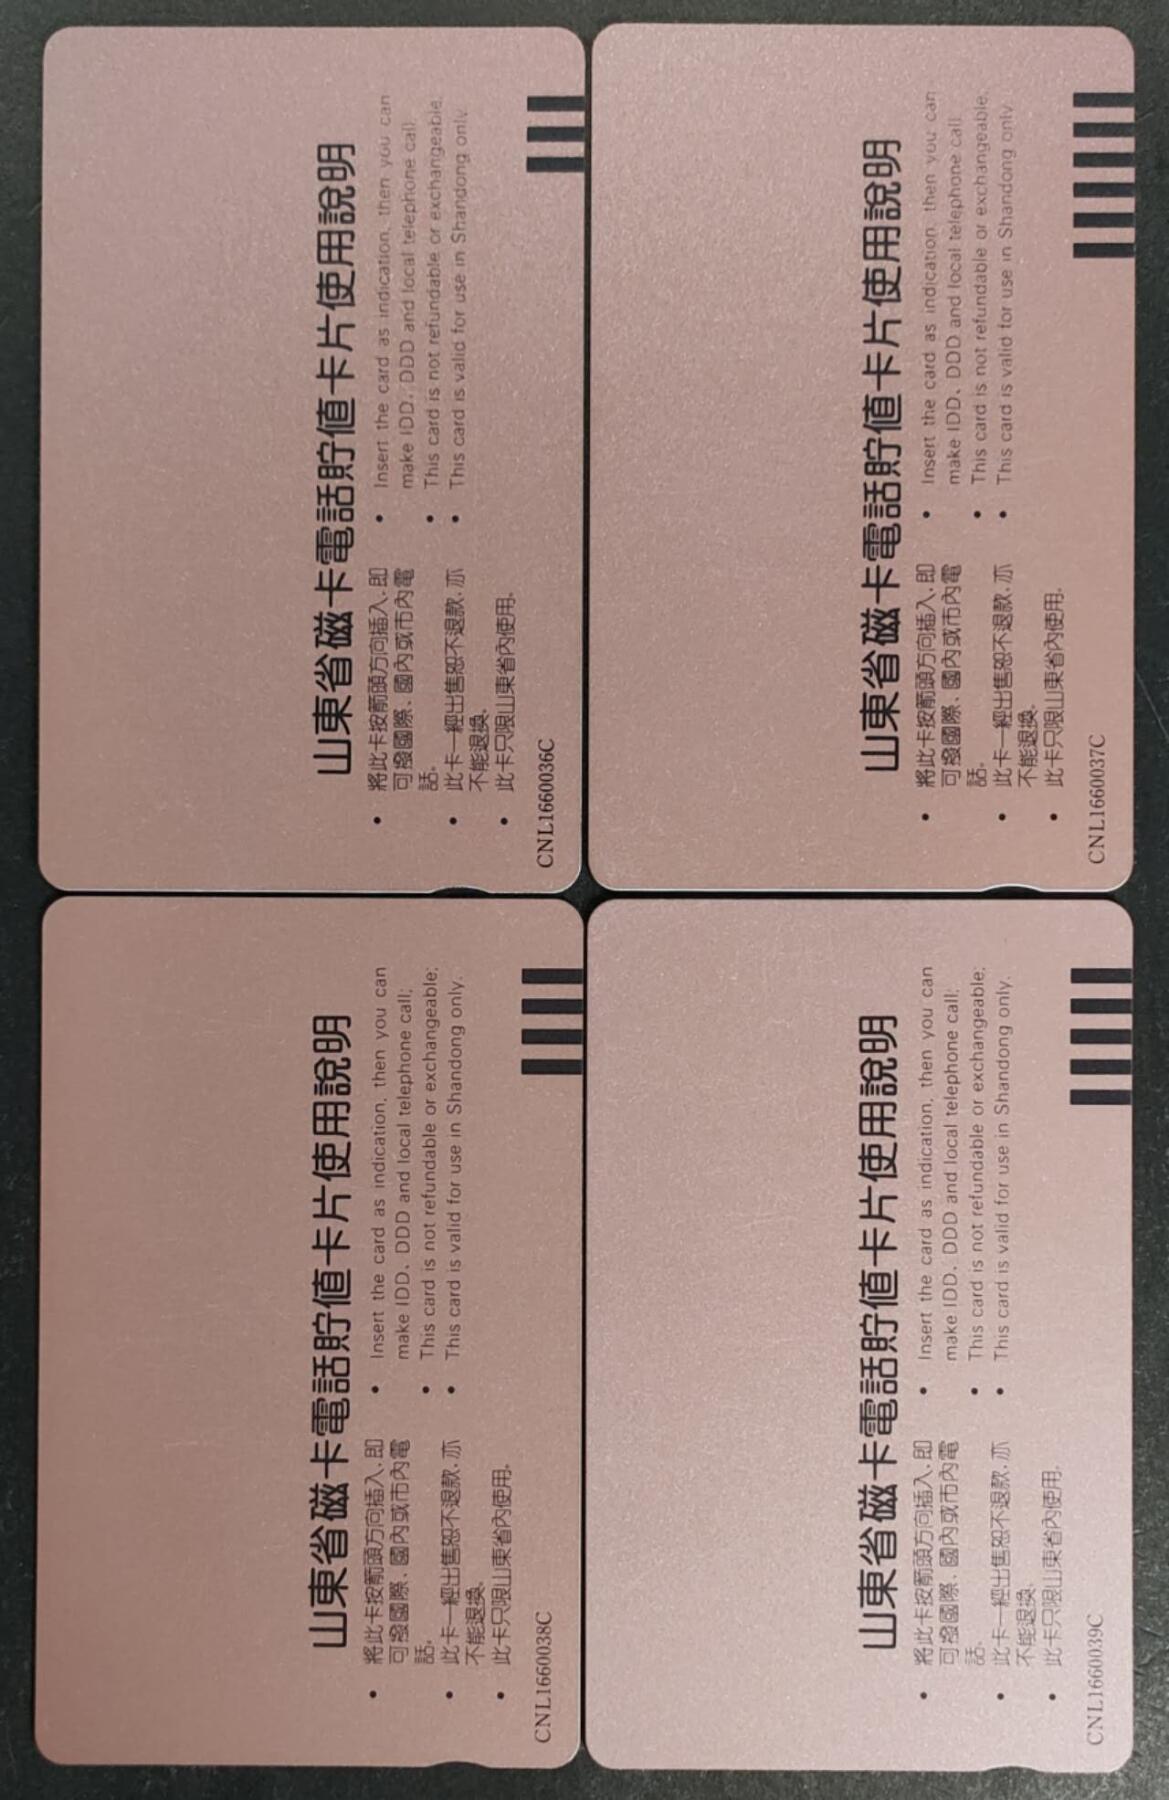 山東省磁卡電話貯值卡片使用說明
• 將此卡按箭頭方向插入,即
可撥國際、國內或市內電
話。
• 此卡一經出售恕不退款,亦
不能退換。
• 此卡只限山東省內使用。
• Insert the card as indication, then you can
make IDD, DDD and local telephone call;
• This card is not refundable or exchangeable;
• This card is valid for use in Shandong only.
CNL1660036C
山東省磁卡電話貯值卡片使用說明
• 將此卡按箭頭方向插入,即
可撥國際、國內或市內電
話。
• 此卡一經出售恕不退款,亦
不能退換。
• 此卡只限山東省內使用。
• Insert the card as indication, then you can
make IDD, DDD and local telephone call;
• This card is not refundable or exchangeable;
• This card is valid for use in Shandong only.
CNL1660037C
山東省磁卡電話貯值卡片使用說明
• 將此卡按箭頭方向插入,即
可撥國際、國內或市內電
話。
• 此卡一經出售恕不退款,亦
不能退換。
• 此卡只限山東省內使用。
• Insert the card as indication, then you can
make IDD, DDD and local telephone call;
• This card is not refundable or exchangeable;
• This card is valid for use in Shandong only.
CNL1660038C
山東省磁卡電話貯值卡片使用說明
• 將此卡按箭頭方向插入,即
可撥國際、國內或市內電
話。
• 此卡一經出售恕不退款,亦
不能退換。
• 此卡只限山東省內使用。
• Insert the card as indication, then you can
make IDD, DDD and local telephone call;
• This card is not refundable or exchangeable;
• This card is valid for use in Shandong only.
CNL1660039C